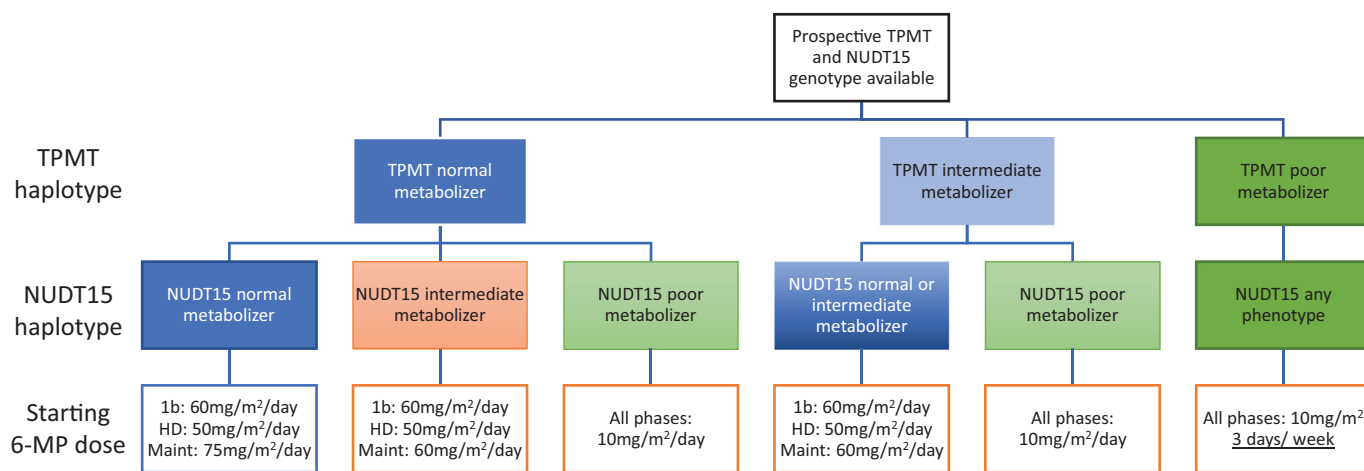 Prospective TPMT
and NUDT15
genotype available
TPMT
haplotype
TPMT normal
metabolizer
TPMT intermediate
metabolizer
TPMT poor
metabolizer
NUDT15
haplotype
NUDT15 normal
metabolizer
NUDT15 intermediate
metabolizer
NUDT15 poor
metabolizer
NUDT15 normal or
intermediate
metabolizer
NUDT15 poor
metabolizer
NUDT15 any
phenotype
Starting
6-MP dose
1b: 60mg/m²/day
HD: 50mg/m²/day
Maint: 75mg/m²/day
1b: 60mg/m²/day
HD: 50mg/m²/day
Maint: 60mg/m²/day
All phases:
10mg/m²/day
1b: 60mg/m²/day
HD: 50mg/m²/day
Maint: 60mg/m²/day
All phases:
10mg/m²/day
All phases: 10mg/m²
3 days/ week